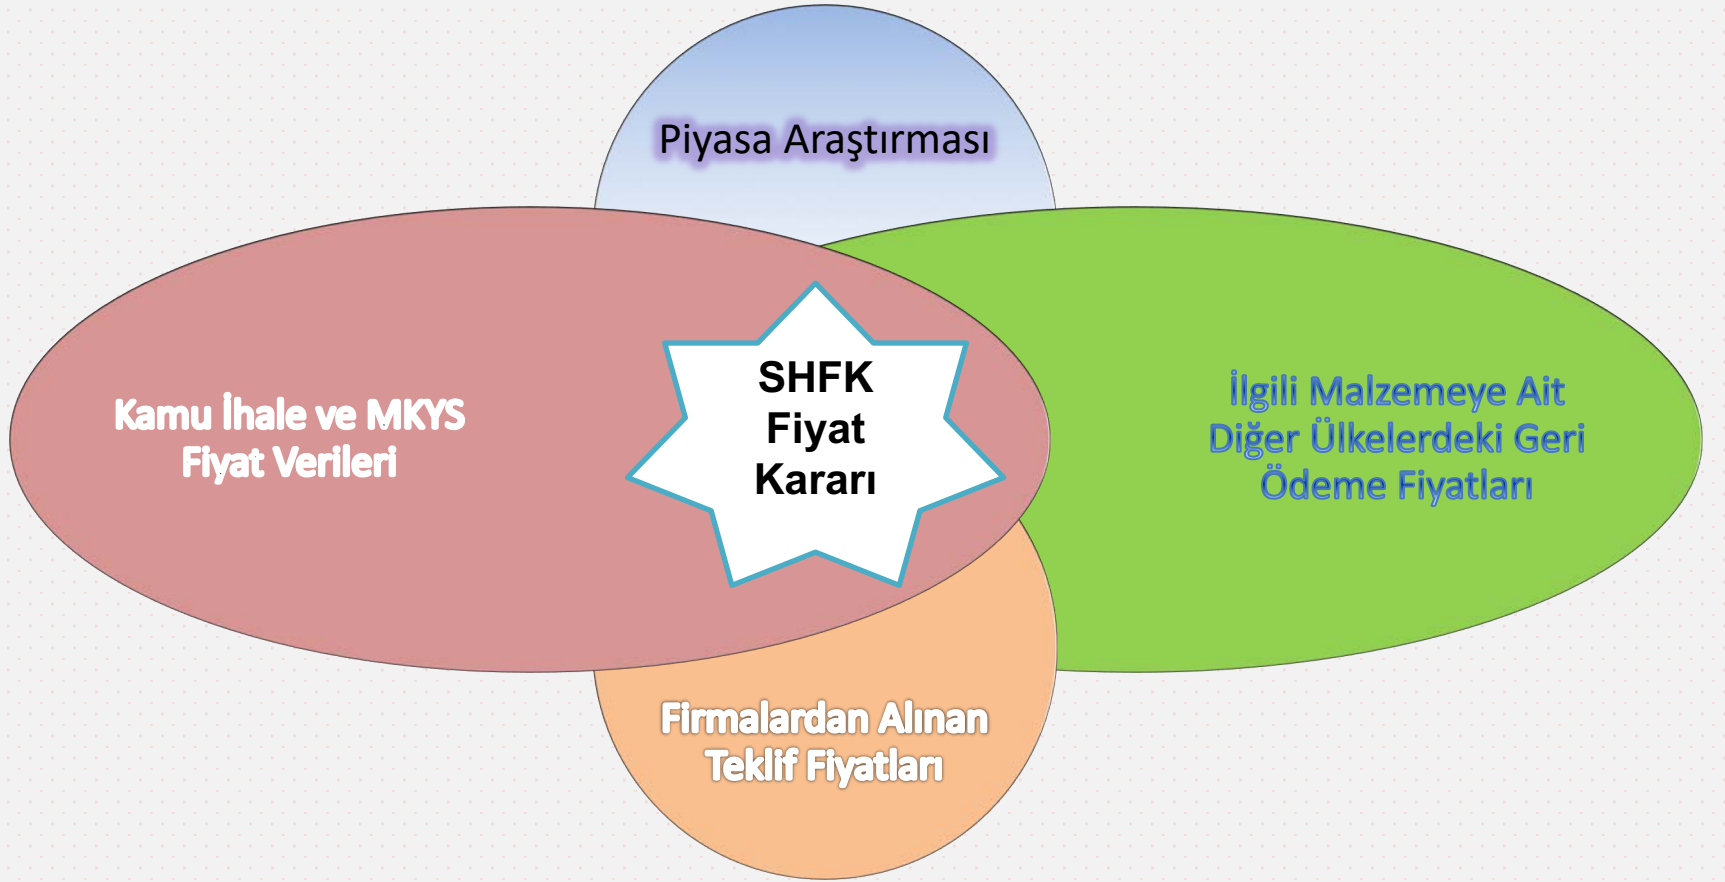 Piyasa Araştırması
Kamu İhale ve MKYS
Fiyat Verileri
SHFK
Fiyat
Kararı
İlgili Malzemeye Ait
Diğer Ülkelerdeki Geri
Ödeme Fiyatları
Firmalardan Alınan
Teklif Fiyatları